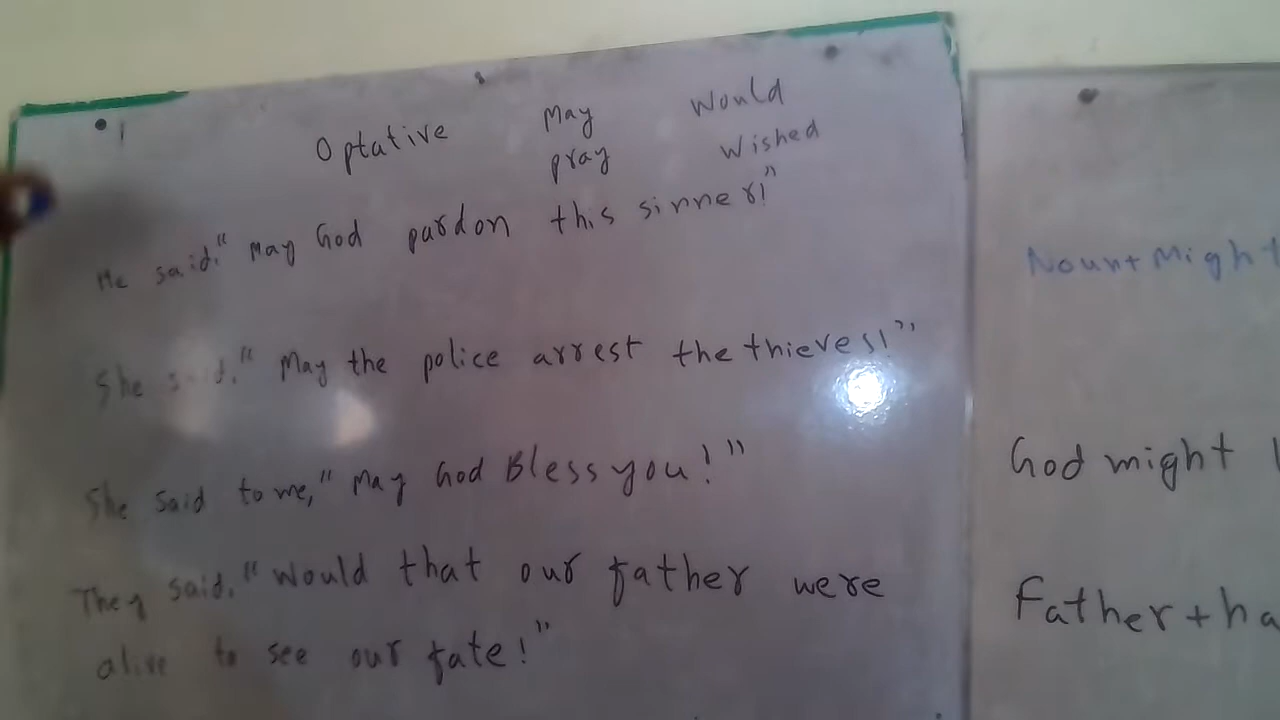 Optative May Would
pray Wished
He said," May God pardon this sinner!"
She said," May the police arrest the thieves!"
She said to me," May God Bless you!"
They said," Would that our father were
alive to see our fate!"
Noun+Might
God might
Father+ha